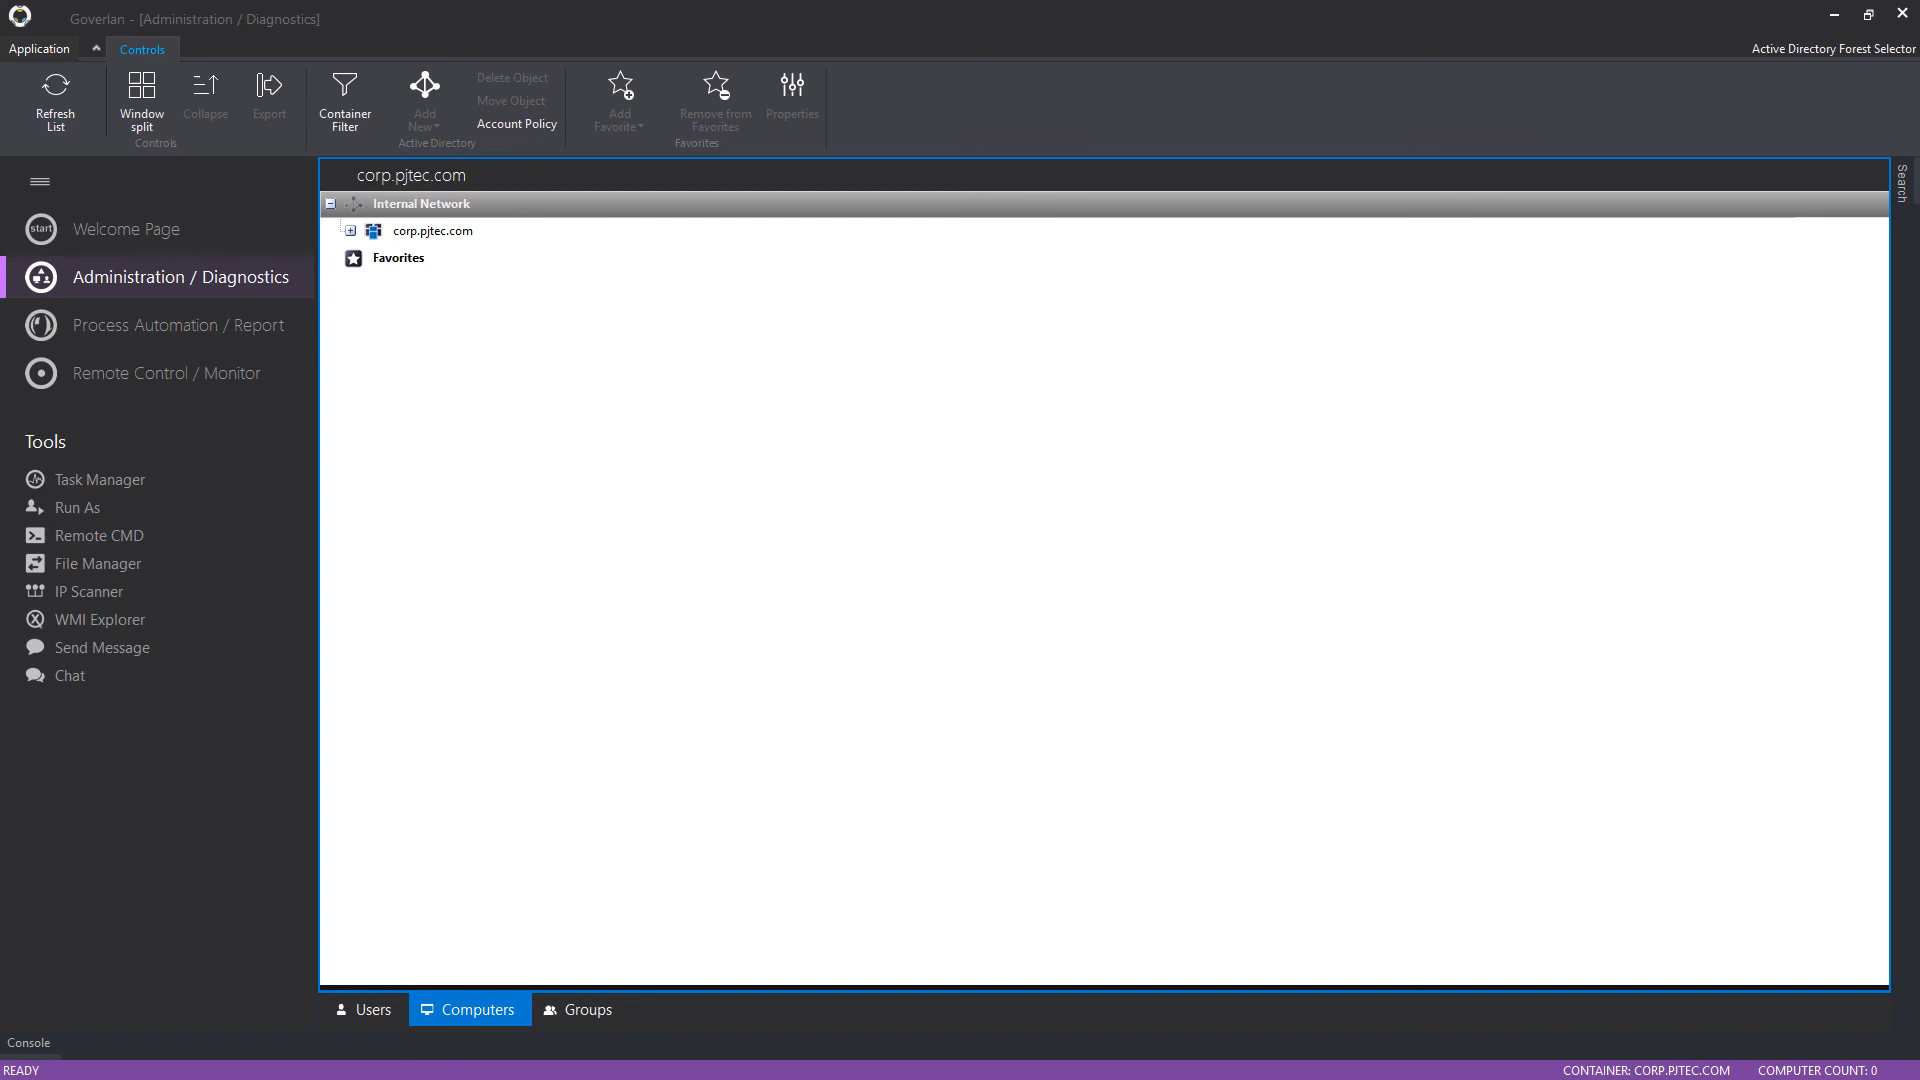 Goverlan - [Administration / Diagnostics]
Application
Controls
Active Directory Forest Selector
Refresh
List
Window
split
Collapse
Export
Controls
Container
Filter
Add
New
Delete Object
Move Object
Account Policy
Active Directory
Add
Favorite
Remove from
Favorites
Properties
Favorites
start
Welcome Page
Administration / Diagnostics
Process Automation / Report
Remote Control / Monitor
Tools
Task Manager
Run As
Remote CMD
File Manager
IP Scanner
WMI Explorer
Send Message
Chat
corp.pjtec.com
Internal Network
corp.pjtec.com
Favorites
Search
Users
Computers
Groups
Console
READY
CONTAINER: CORP.PJTEC.COM
COMPUTER COUNT: 0